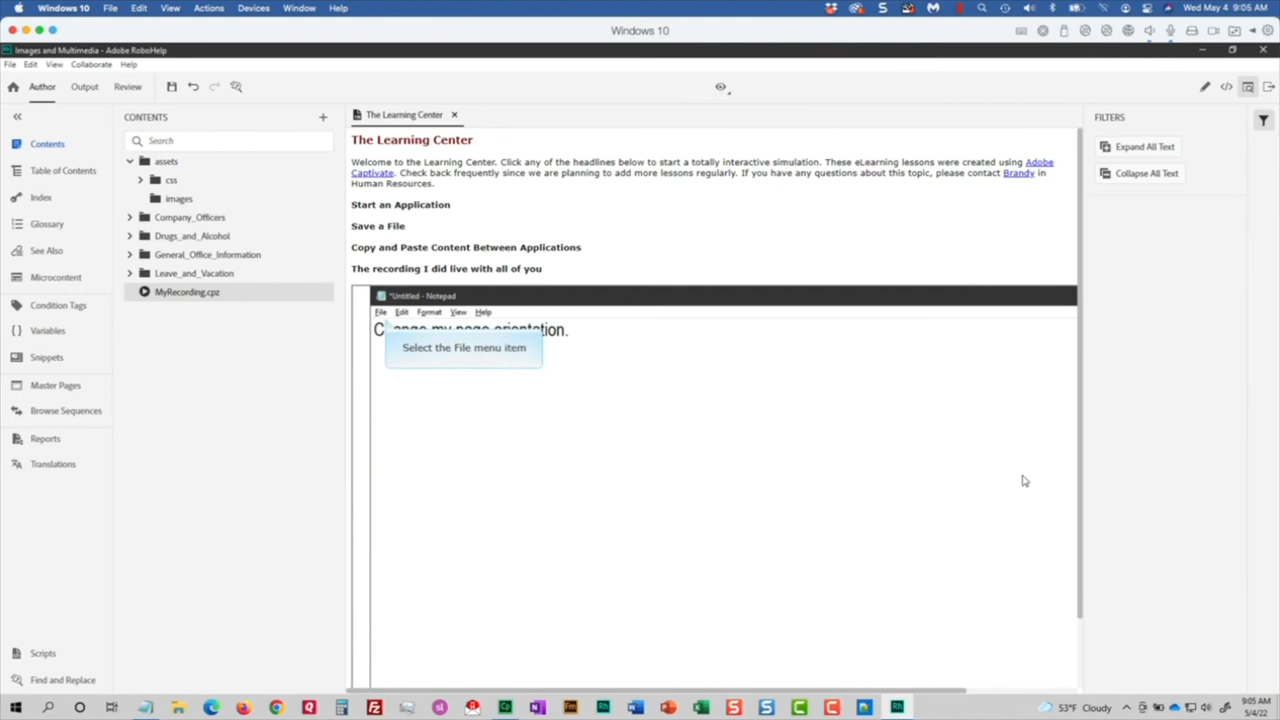 Windows 10 File Edit View Actions Devices Window Help Wed May 4 9:05 AM
Windows 10
Images and Multimedia - Adobe RoboHelp
File Edit View Collaborate Help
Author Output Review
CONTENTS
The Learning Center
FILTERS
Search
Contents
Table of Contents
Index
Glossary
See Also
Microcontent
Condition Tags
Variables
Snippets
Master Pages
Browse Sequences
Reports
Translations
Scripts
Find and Replace
assets
css
images
Company_Officers
Drugs_and_Alcohol
General_Office_Information
Leave_and_Vacation
MyRecording.cpz
The Learning Center
Welcome to the Learning Center. Click any of the headlines below to start a totally interactive simulation. These eLearning lessons were created using Adobe
Captivate. Check back frequently since we are planning to add more lessons regularly. If you have any questions about this topic, please contact Brandy in
Human Resources.
Start an Application
Save a File
Copy and Paste Content Between Applications
The recording I did live with all of you
*Untitled - Notepad
File Edit Format View Help
Change my page orientation.
Select the File menu item
Expand All Text
Collapse All Text
53°F Cloudy
9:05 AM
5/4/22